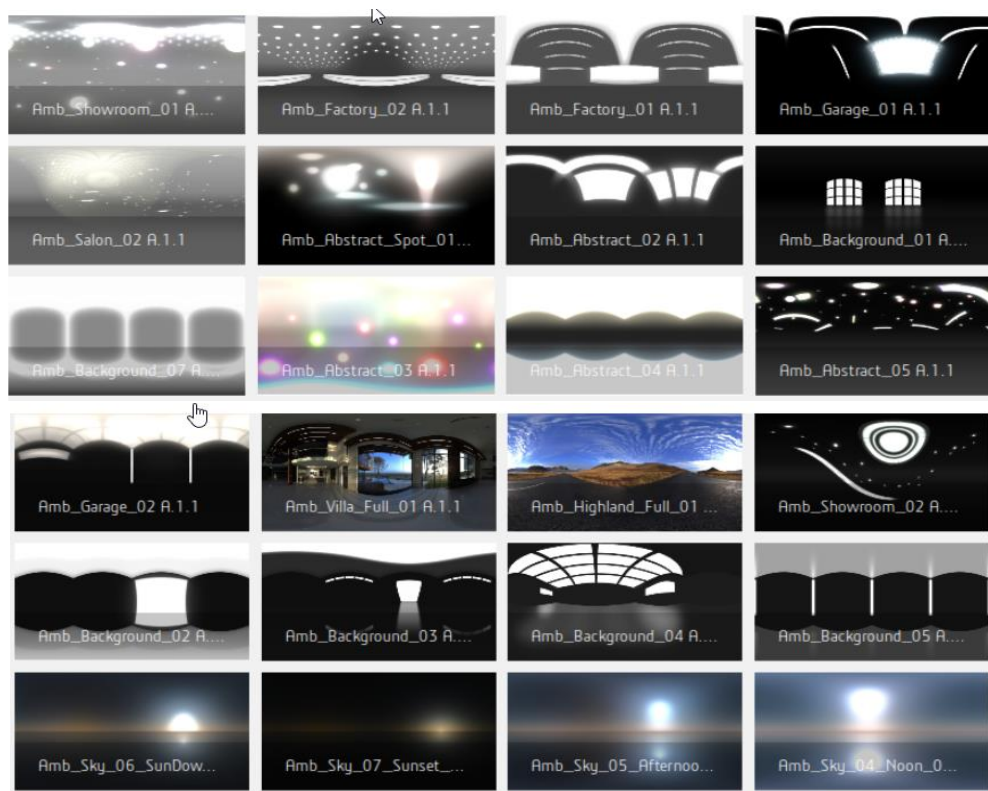 Amb_Showroom_01 A....
Amb_Factory_02 A.1.1
Amb_Factory_01 A.1.1
Amb_Garage_01 A.1.1
Amb_Salon_02 A.1.1
Amb_Abstract_Spot_01...
Amb_Abstract_02 A.1.1
Amb_Background_01 A....
Amb_Background_07 A....
Amb_Abstract_03 A.1.1
Amb_Abstract_04 A.1.1
Amb_Abstract_05 A.1.1
Amb_Garage_02 A.1.1
Amb_Villa_Full_01 A.1.1
Amb_Highland_Full_01 ...
Amb_Showroom_02 A....
Amb_Background_02 A....
Amb_Background_03 A....
Amb_Background_04 A....
Amb_Background_05 A....
Amb_Sky_06_SunDow...
Amb_Sky_07_Sunset_...
Amb_Sky_05_Afternoo...
Amb_Sky_04_Noon_0...